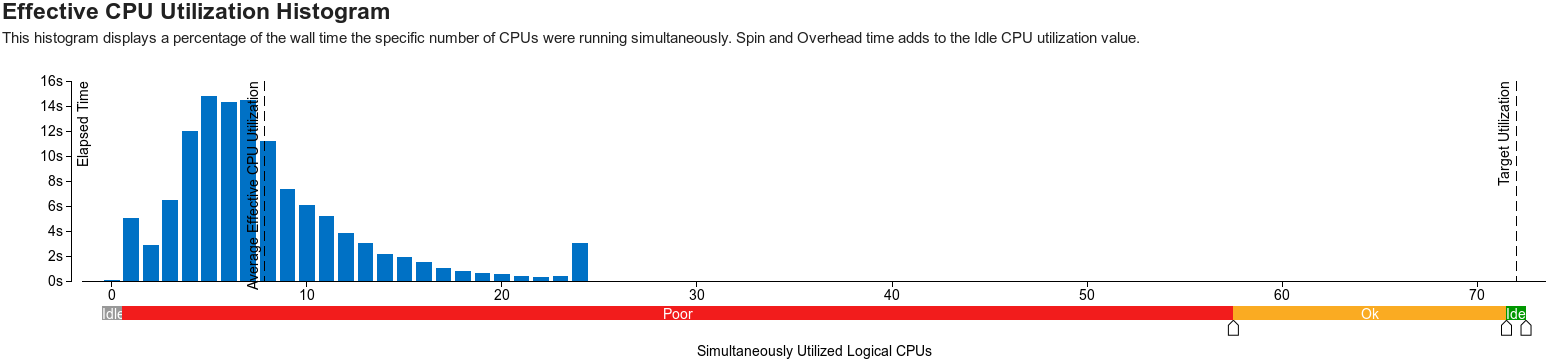 Effective CPU Utilization Histogram
This histogram displays a percentage of the wall time the specific number of CPUs were running simultaneously. Spin and Overhead time adds to the Idle CPU utilization value.
16s
14s
12s
10s
8s
6s
4s
2s
0s
Elapsed Time
Average Effective CPU Utilization
Target Utilization
0 10 20 30 40 50 60 70
Idle Poor Ok Ide
Simultaneously Utilized Logical CPUs